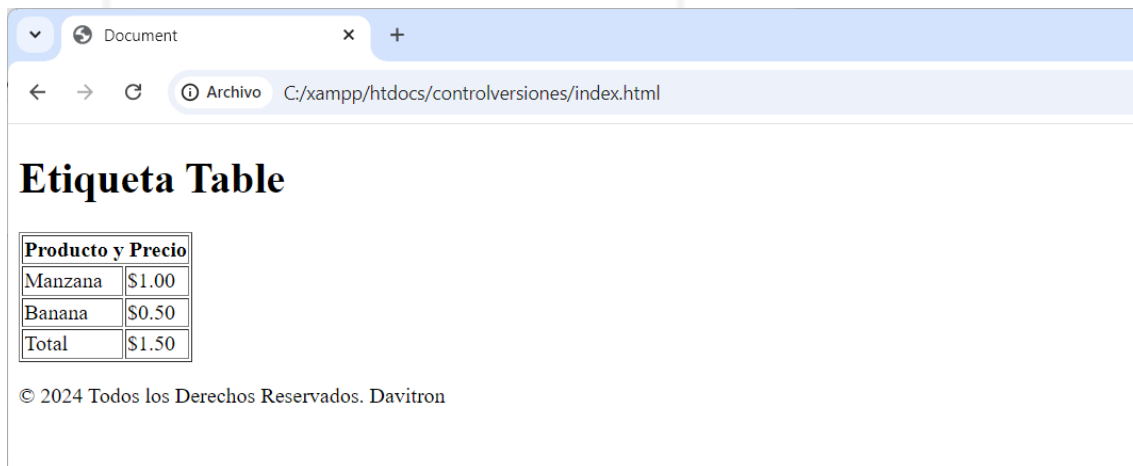 Document
Archivo C:/xampp/htdocs/controlversiones/index.html
Etiqueta Table
Producto y Precio
Manzana $1.00
Banana $0.50
Total $1.50
© 2024 Todos los Derechos Reservados. Davitron